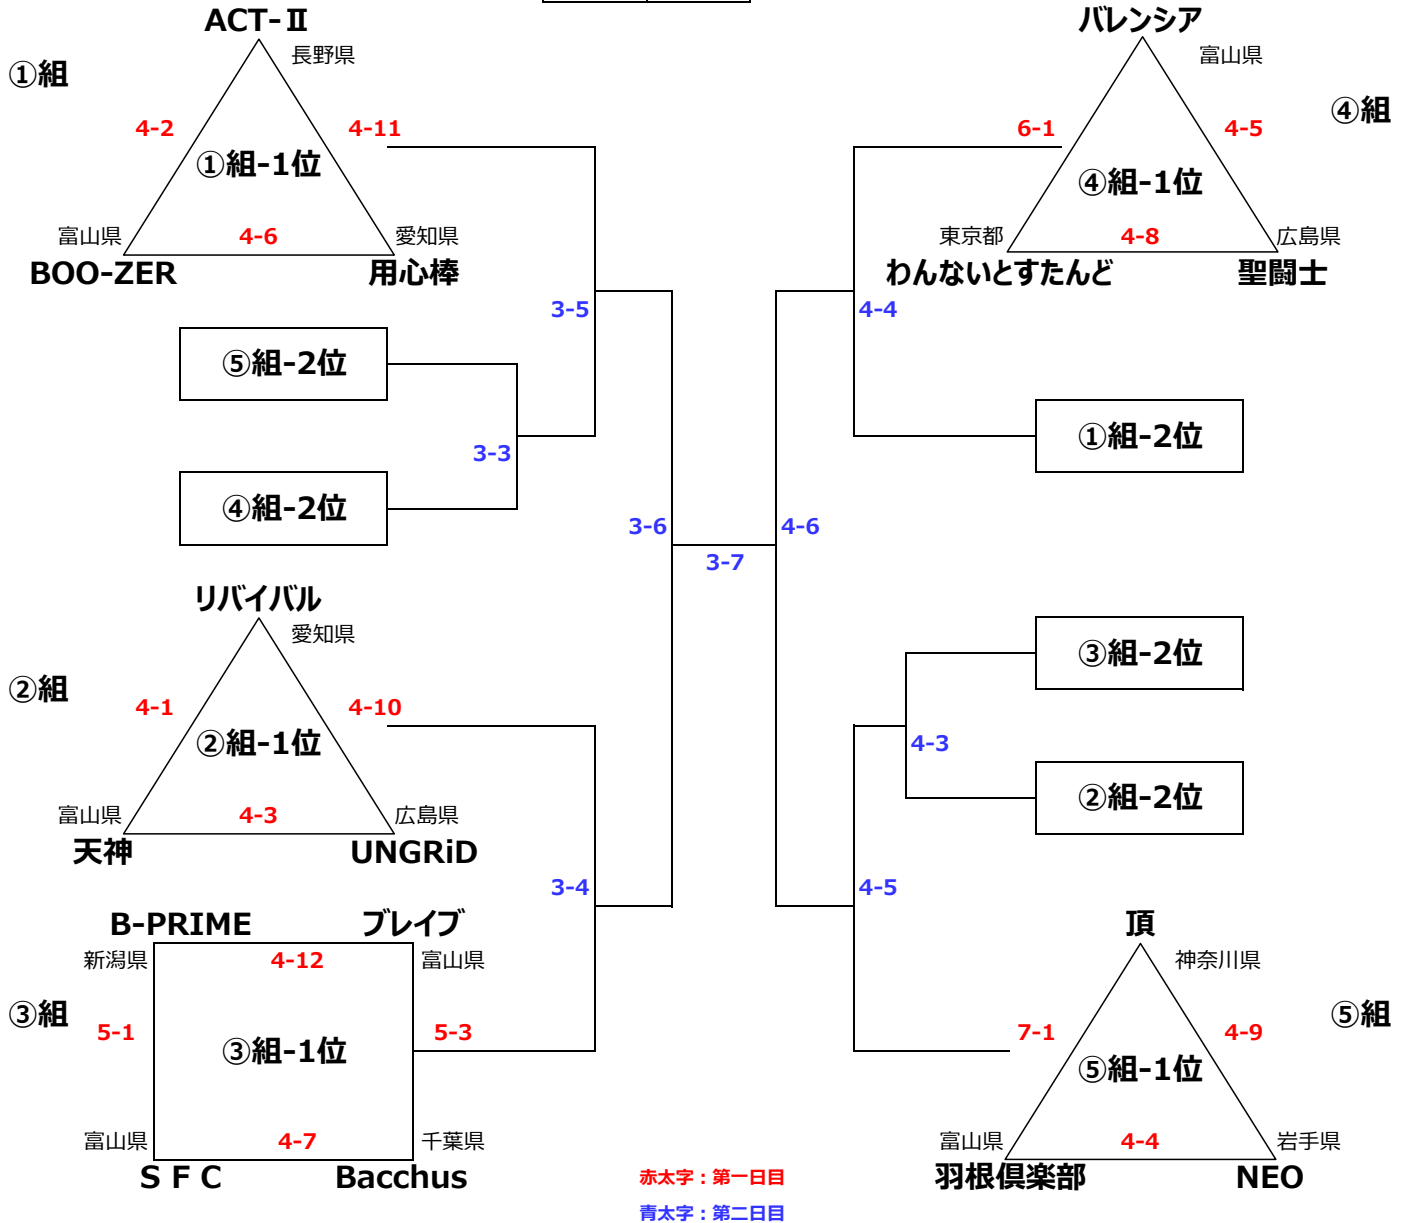 ACT-Ⅱ
長野県
①組
4-2
4-11
①組-1位
富山県
4-6
愛知県
BOO-ZER
用心棒
バレンシア
富山県
④組
6-1
4-5
④組-1位
東京都
4-8
広島県
わんないとすたんど
聖闘士
3-5
4-4
⑤組-2位
3-3
④組-2位
①組-2位
3-6
3-7
4-6
リバイバル
愛知県
②組
4-1
4-10
②組-1位
富山県
4-3
広島県
天神
UNGRiD
③組-2位
4-3
②組-2位
3-4
4-5
B-PRIME
ブレイブ
新潟県
4-12
富山県
③組
5-1
5-3
③組-1位
富山県
4-7
千葉県
ＳＦＣ
Bacchus
頂
神奈川県
⑤組
7-1
4-9
⑤組-1位
富山県
4-4
岩手県
羽根倶楽部
NEO
赤太字：第一日目
青太字：第二日目